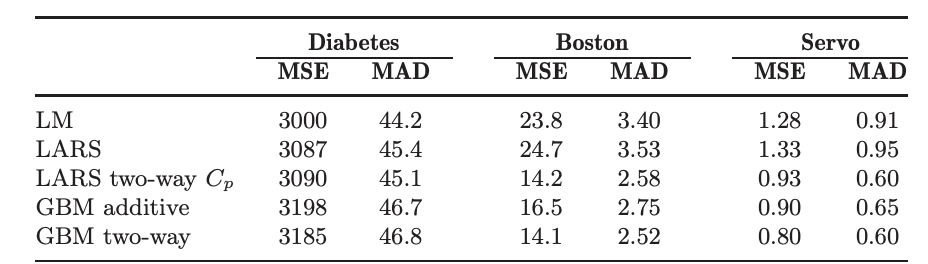 Diabetes Boston Servo
MSE MAD MSE MAD MSE MAD
LM 3000 44.2 23.8 3.40 1.28 0.91
LARS 3087 45.4 24.7 3.53 1.33 0.95
LARS two-way Cp 3090 45.1 14.2 2.58 0.93 0.60
GBM additive 3198 46.7 16.5 2.75 0.90 0.65
GBM two-way 3185 46.8 14.1 2.52 0.80 0.60